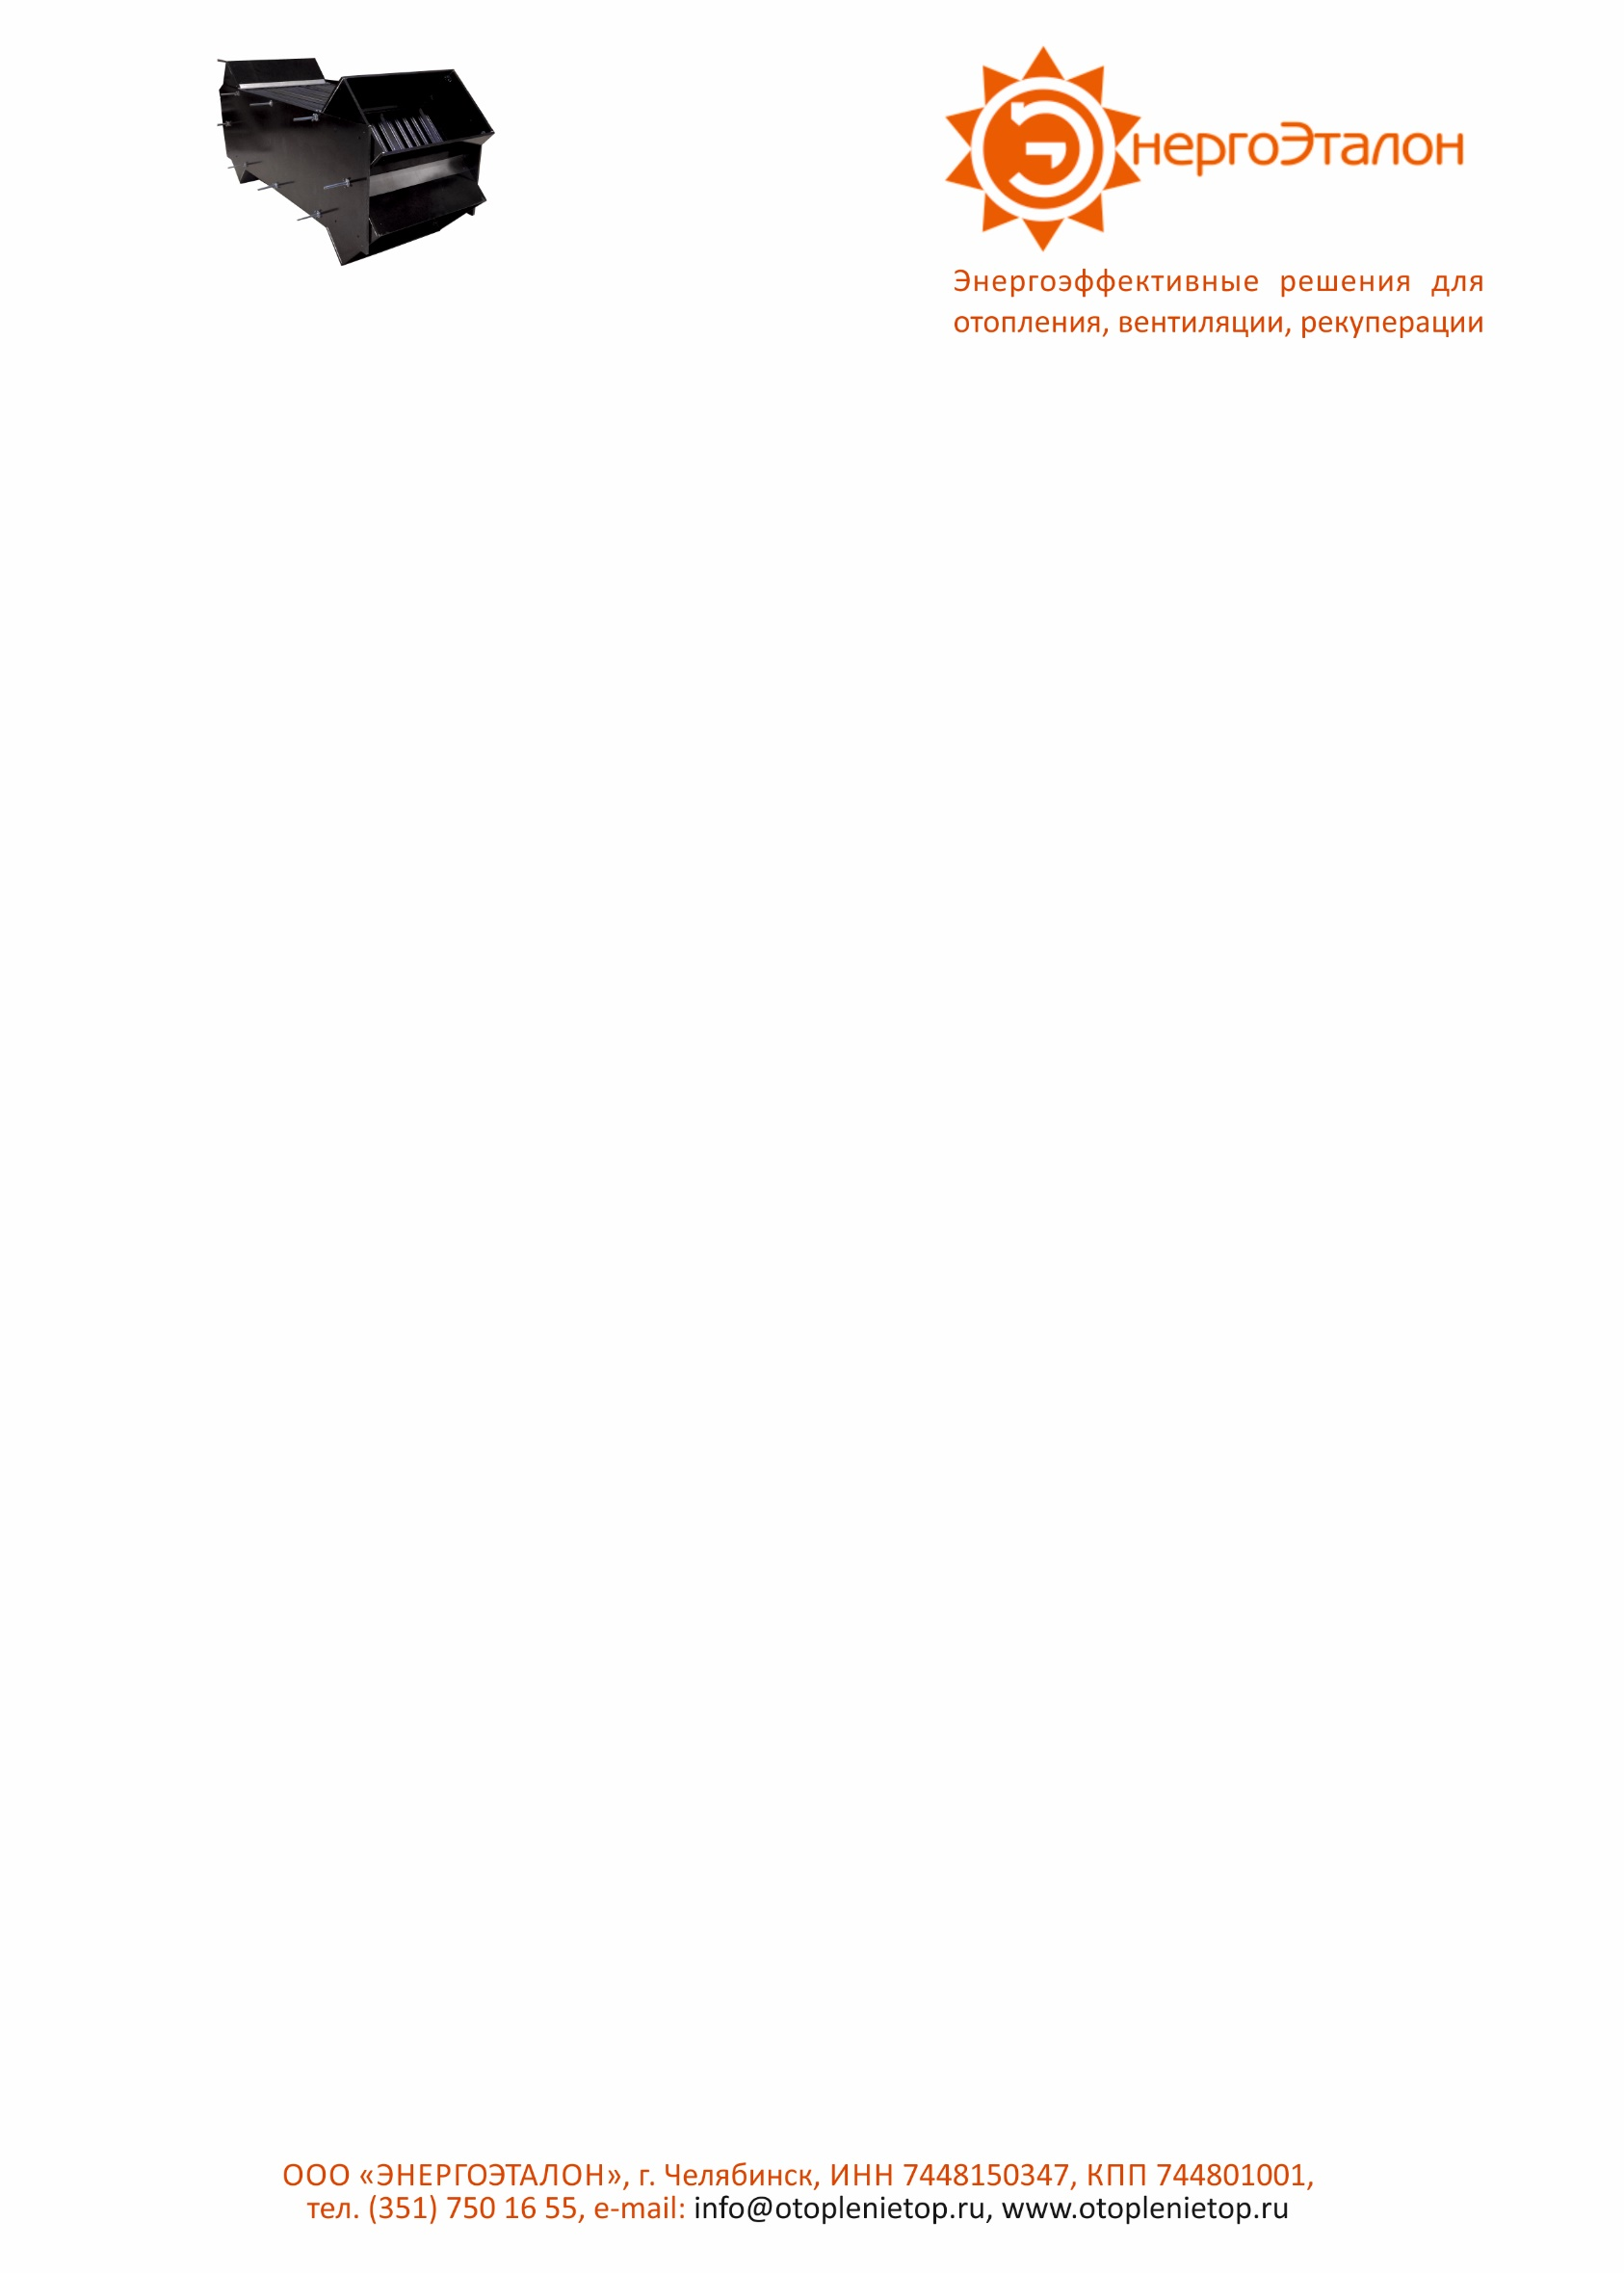 ЭнергоЭталон
Энергоэффективные решения для
отопления, вентиляции, рекуперации
ООО «ЭНЕРГОЭТАЛОН», г. Челябинск, ИНН 7448150347, КПП 744801001,
тел. (351) 750 16 55, e-mail: info@otoplenietop.ru, www.otoplenietop.ru